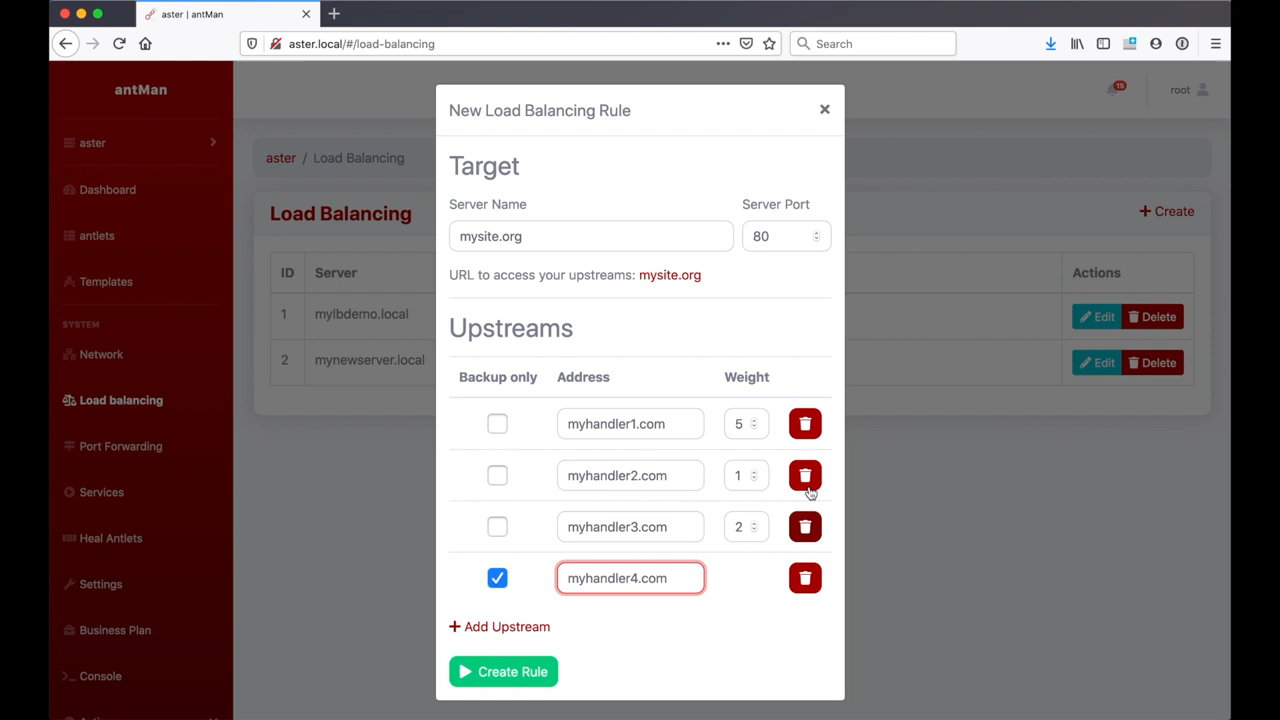 aster | antMan
aster.local/#/load-balancing
Search
antMan
15
root
aster
Dashboard
antlets
Templates
SYSTEM
Network
Load balancing
Port Forwarding
Services
Heal Antlets
Settings
Business Plan
Console
aster / Load Balancing
Load Balancing
Create
ID Server Actions
1 mylbdemo.local Edit Delete
2 mynewserver.local Edit Delete
New Load Balancing Rule
Target
Server Name Server Port
mysite.org 80
URL to access your upstreams: mysite.org
Upstreams
Backup only Address Weight
myhandler1.com 5
myhandler2.com 1
myhandler3.com 2
myhandler4.com
+ Add Upstream
Create Rule